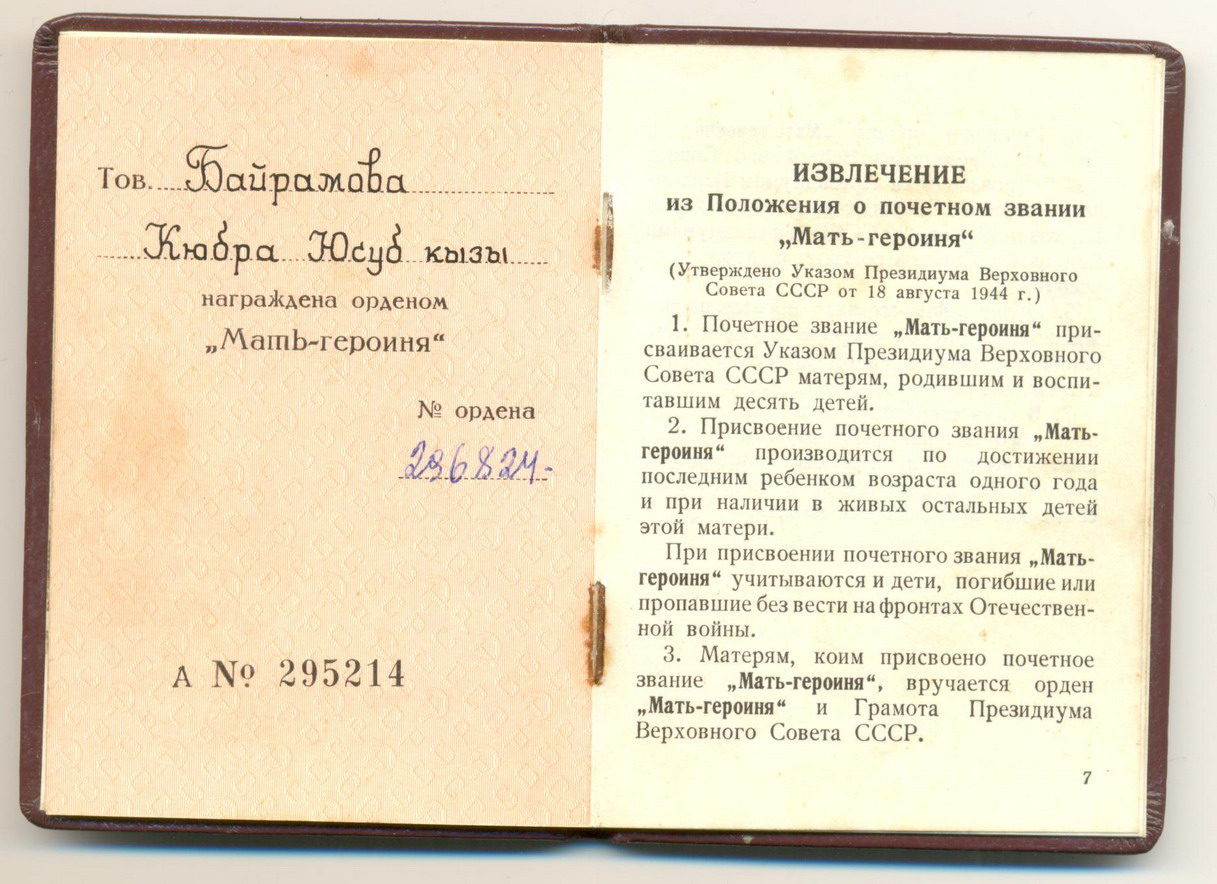 Тов. Байрамова
Кюбра Юсуб кызы
награждена орденом
„Мать-героиня“
№ ордена
296824-
А № 295214
ИЗВЛЕЧЕНИЕ
из Положения о почетном звании
„Мать-героиня“
(Утверждено Указом Президиума Верховного
Совета СССР от 18 августа 1944 г.)
1. Почетное звание „Мать-героиня“ при-
сваивается Указом Президиума Верховного
Совета СССР матерям, родившим и воспи-
тавшим десять детей.
2. Присвоение почетного звания „Мать-
героиня“ производится по достижении
последним ребенком возраста одного года
и при наличии в живых остальных детей
этой матери.
При присвоении почетного звания „Мать-
героиня“ учитываются и дети, погибшие или
пропавшие без вести на фронтах Отечествен-
ной войны.
3. Матерям, коим присвоено почетное
звание „Мать-героиня“, вручается орден
„Мать-героиня“ и Грамота Президиума
Верховного Совета СССР.
7